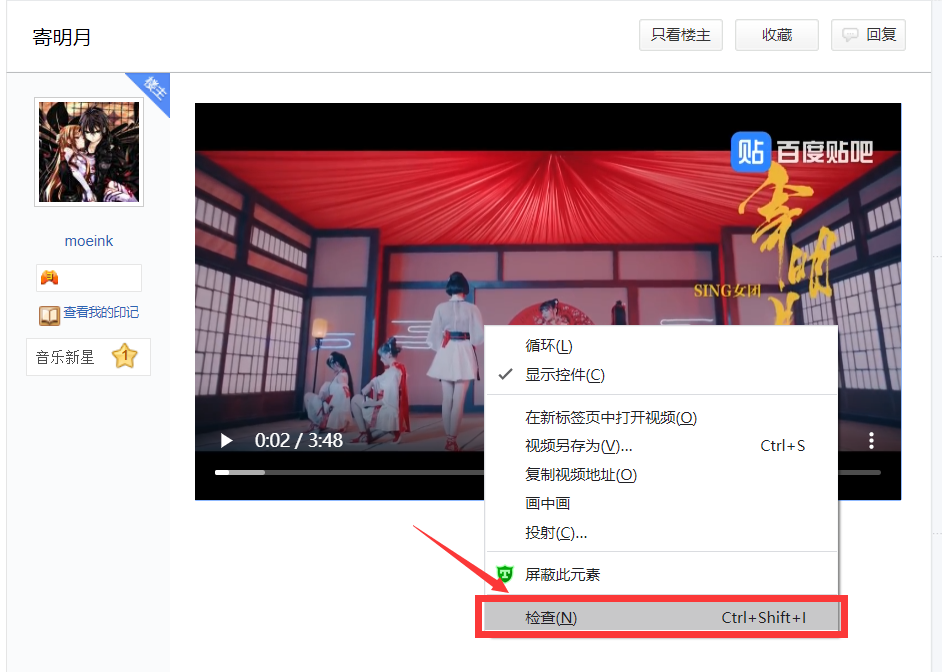 寄明月
只看楼主
收藏
回复
楼主
moeink
查看我的印记
音乐新星
1
贴 百度贴吧
寄明月
SING女团
0:02 / 3:48
循环(L)
显示控件(C)
在新标签页中打开视频(O)
视频另存为(V)... Ctrl+S
复制视频地址(O)
画中画
投射(C)...
屏蔽此元素
检查(N) Ctrl+Shift+I